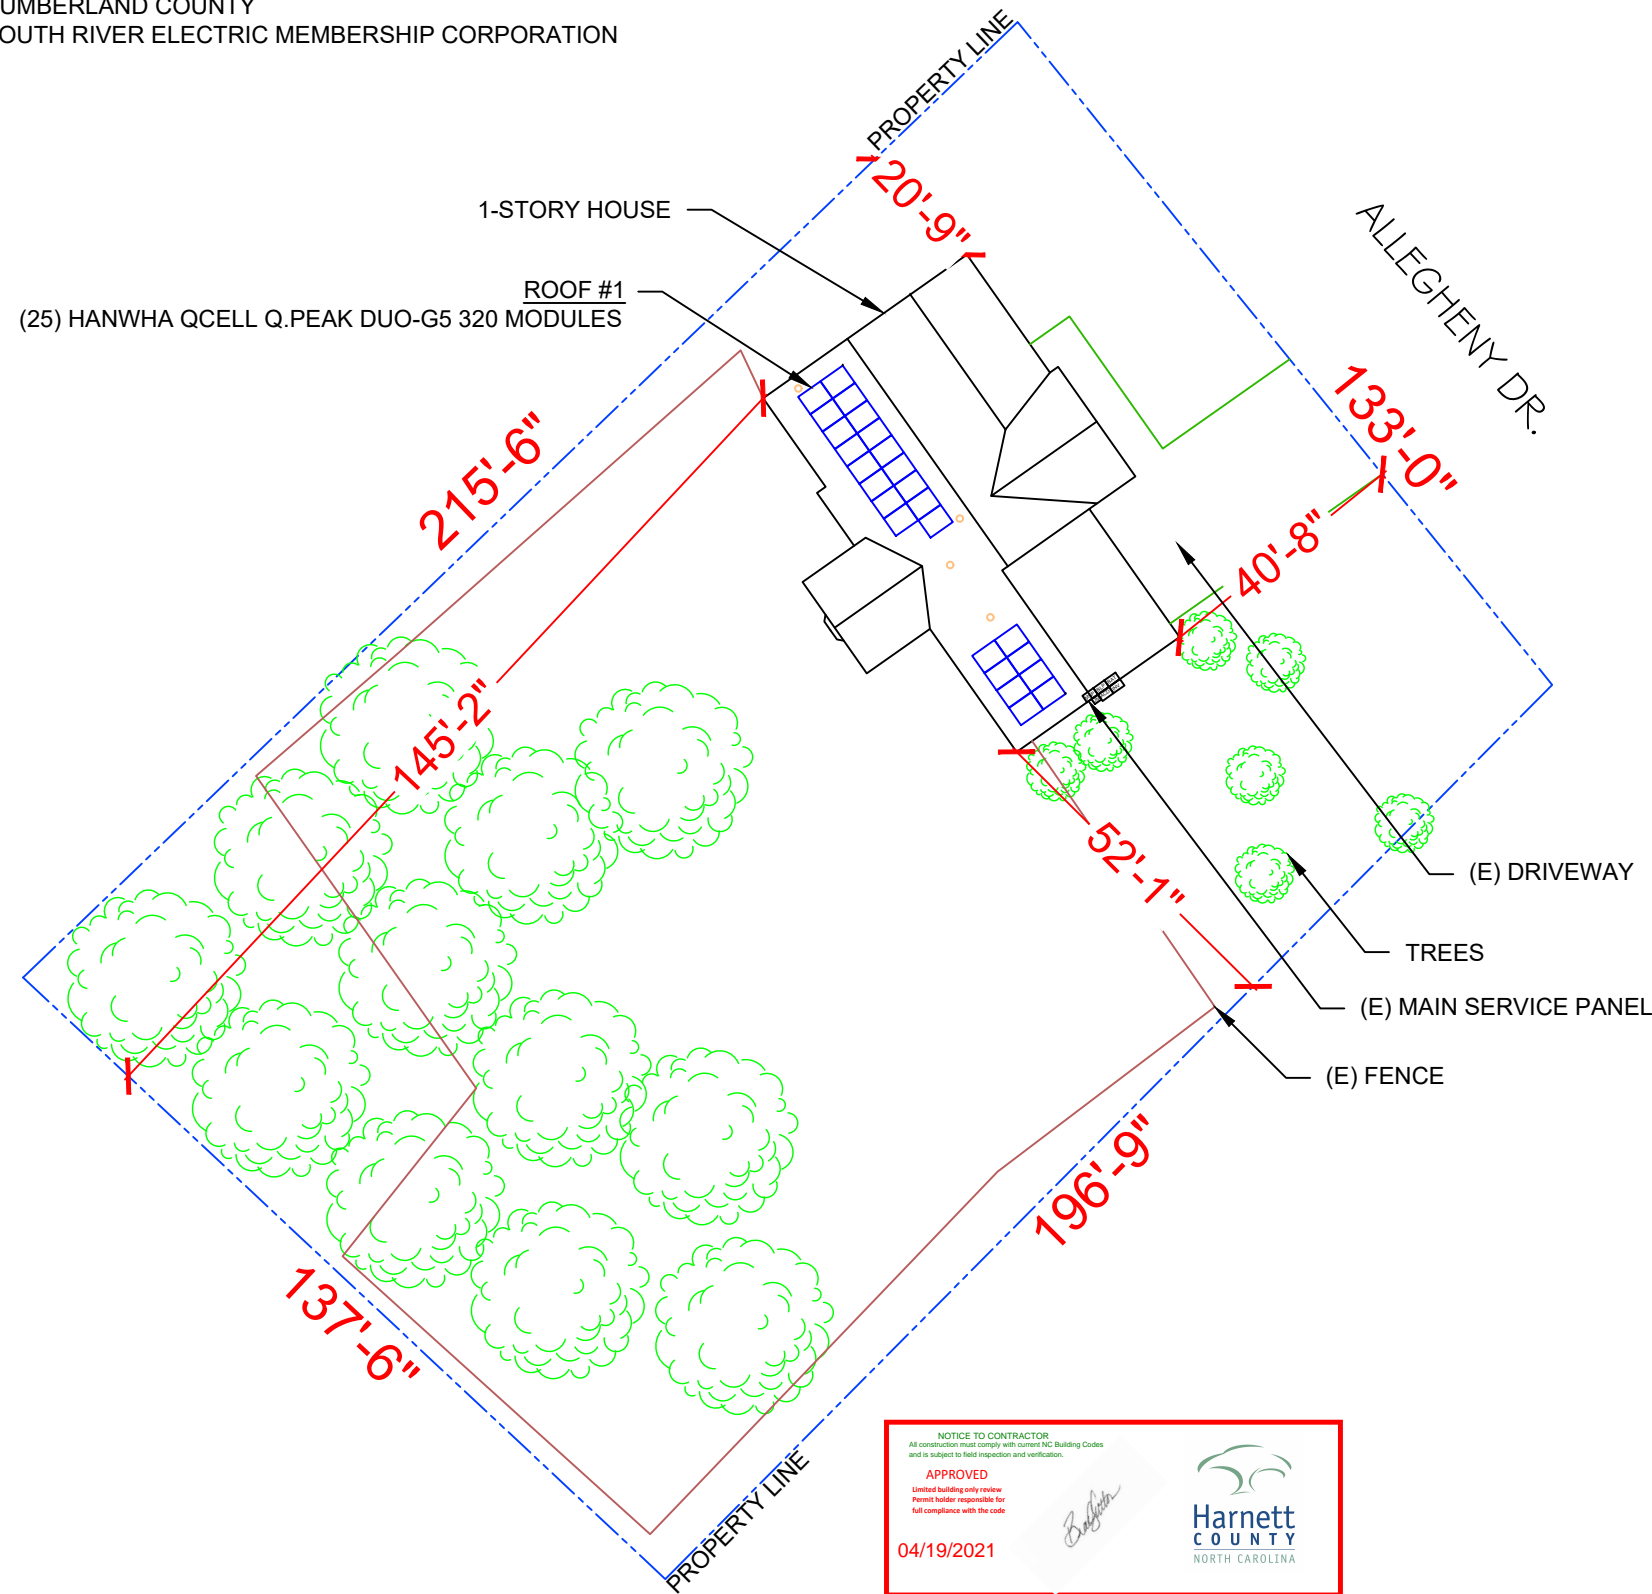 UMBERLAND COUNTY
OUTH RIVER ELECTRIC MEMBERSHIP CORPORATION
PROPERTY LINE
20'-9"
1-STORY HOUSE
ROOF #1
(25) HANWHA QCELL Q.PEAK DUO-G5 320 MODULES
ALLEGHENY DR.
133'-0"
215'-6"
40'-8"
145'-2"
52'-1"
(E) DRIVEWAY
TREES
(E) MAIN SERVICE PANEL
(E) FENCE
196'-9"
137'-6"
PROPERTY LINE
NOTICE TO CONTRACTOR
All construction must comply with current NC Building Codes
and is subject to field inspection and verification.
APPROVED
Limited building only review
Permit holder responsible for
full compliance with the code
04/19/2021
Harnett
COUNTY
NORTH CAROLINA